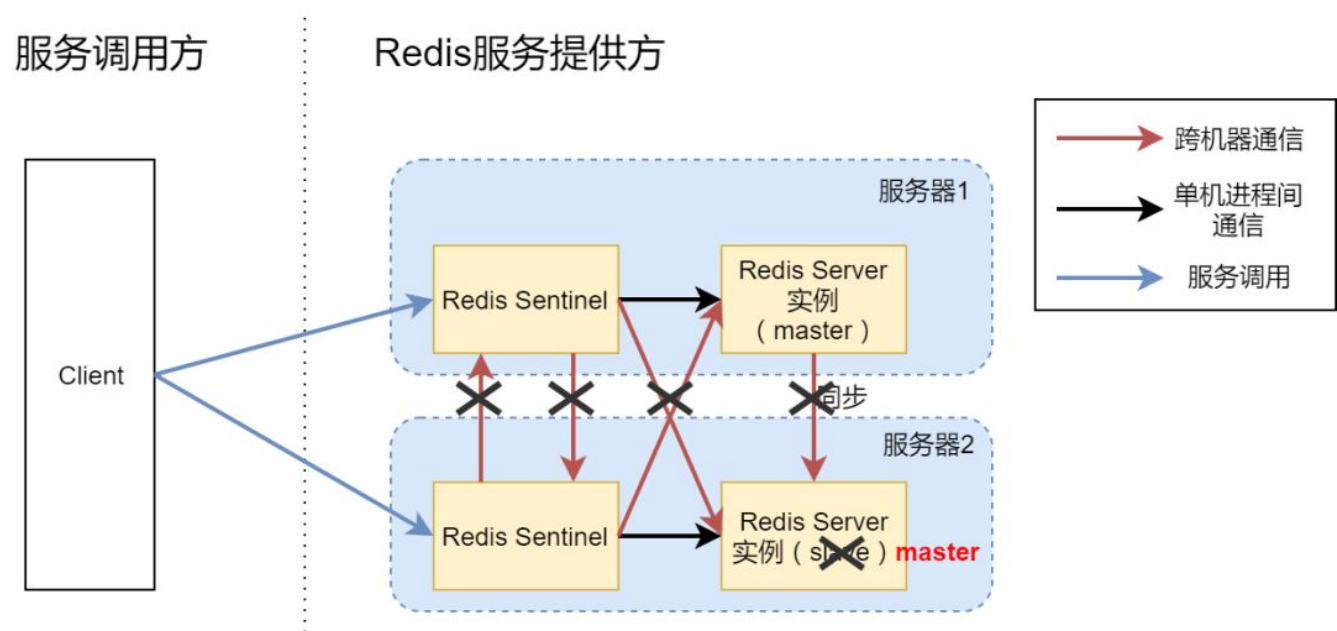 服务调用方
Redis服务提供方
跨机器通信
单机进程间
通信
服务调用
服务器1
Redis Sentinel
Redis Server
实例
（master）
Client
同步
服务器2
Redis Sentinel
Redis Server
实例（slave）master